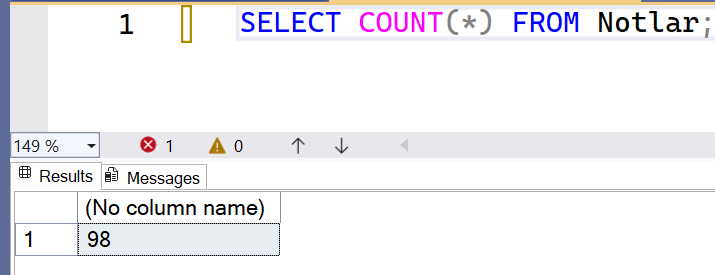 1 SELECT COUNT(*) FROM Notlar;
149 % 1 0
Results Messages
(No column name)
1 98